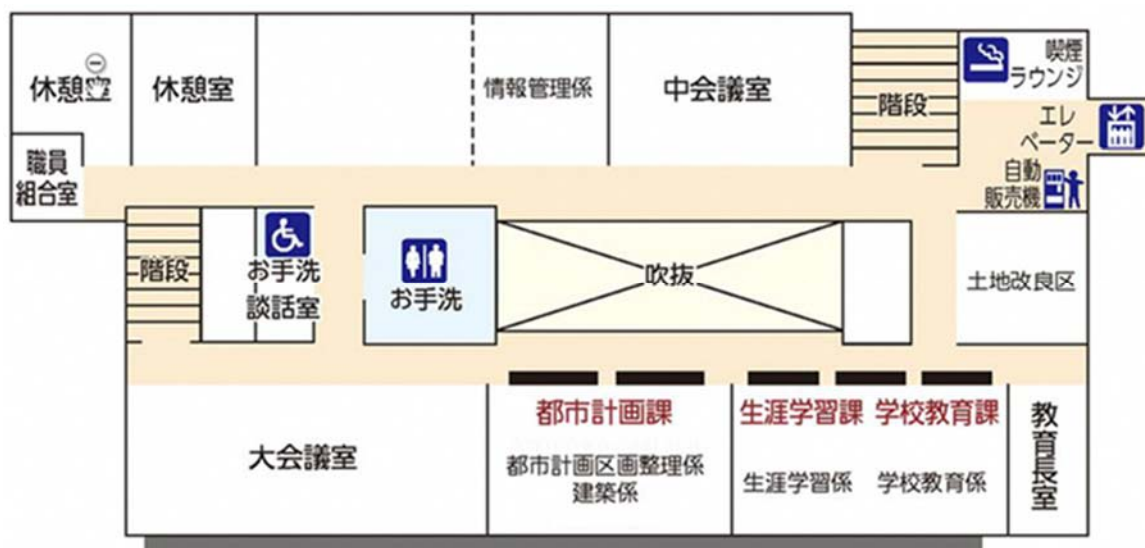 休憩室
休憩室
情報管理係
中会議室
階段
喫煙
ラウンジ
エレ
ベーター
職員
組合室
自動
販売機
階段
お手洗
談話室
お手洗
吹抜
土地改良区
大会議室
都市計画課
都市計画区画整理係
建築係
生涯学習課
生涯学習係
学校教育課
学校教育係
教育長室